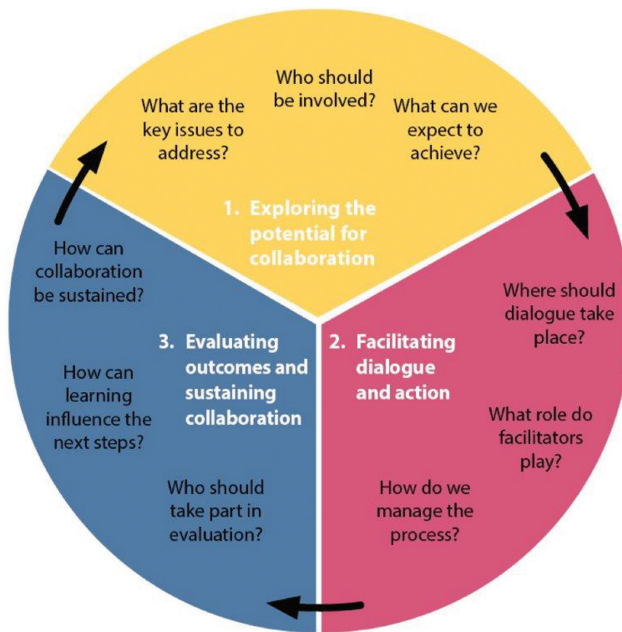 Who should
be involved?
What are the
key issues to
address?
What can we
expect to
achieve?
1. Exploring the
potential for
collaboration
Where should
dialogue take
place?
2. Facilitating
dialogue
and action
What role do
facilitators
play?
How do we
manage the
process?
3. Evaluating
outcomes and
sustaining
collaboration
Who should
take part in
evaluation?
How can
learning
influence the
next steps?
How can
collaboration
be sustained?